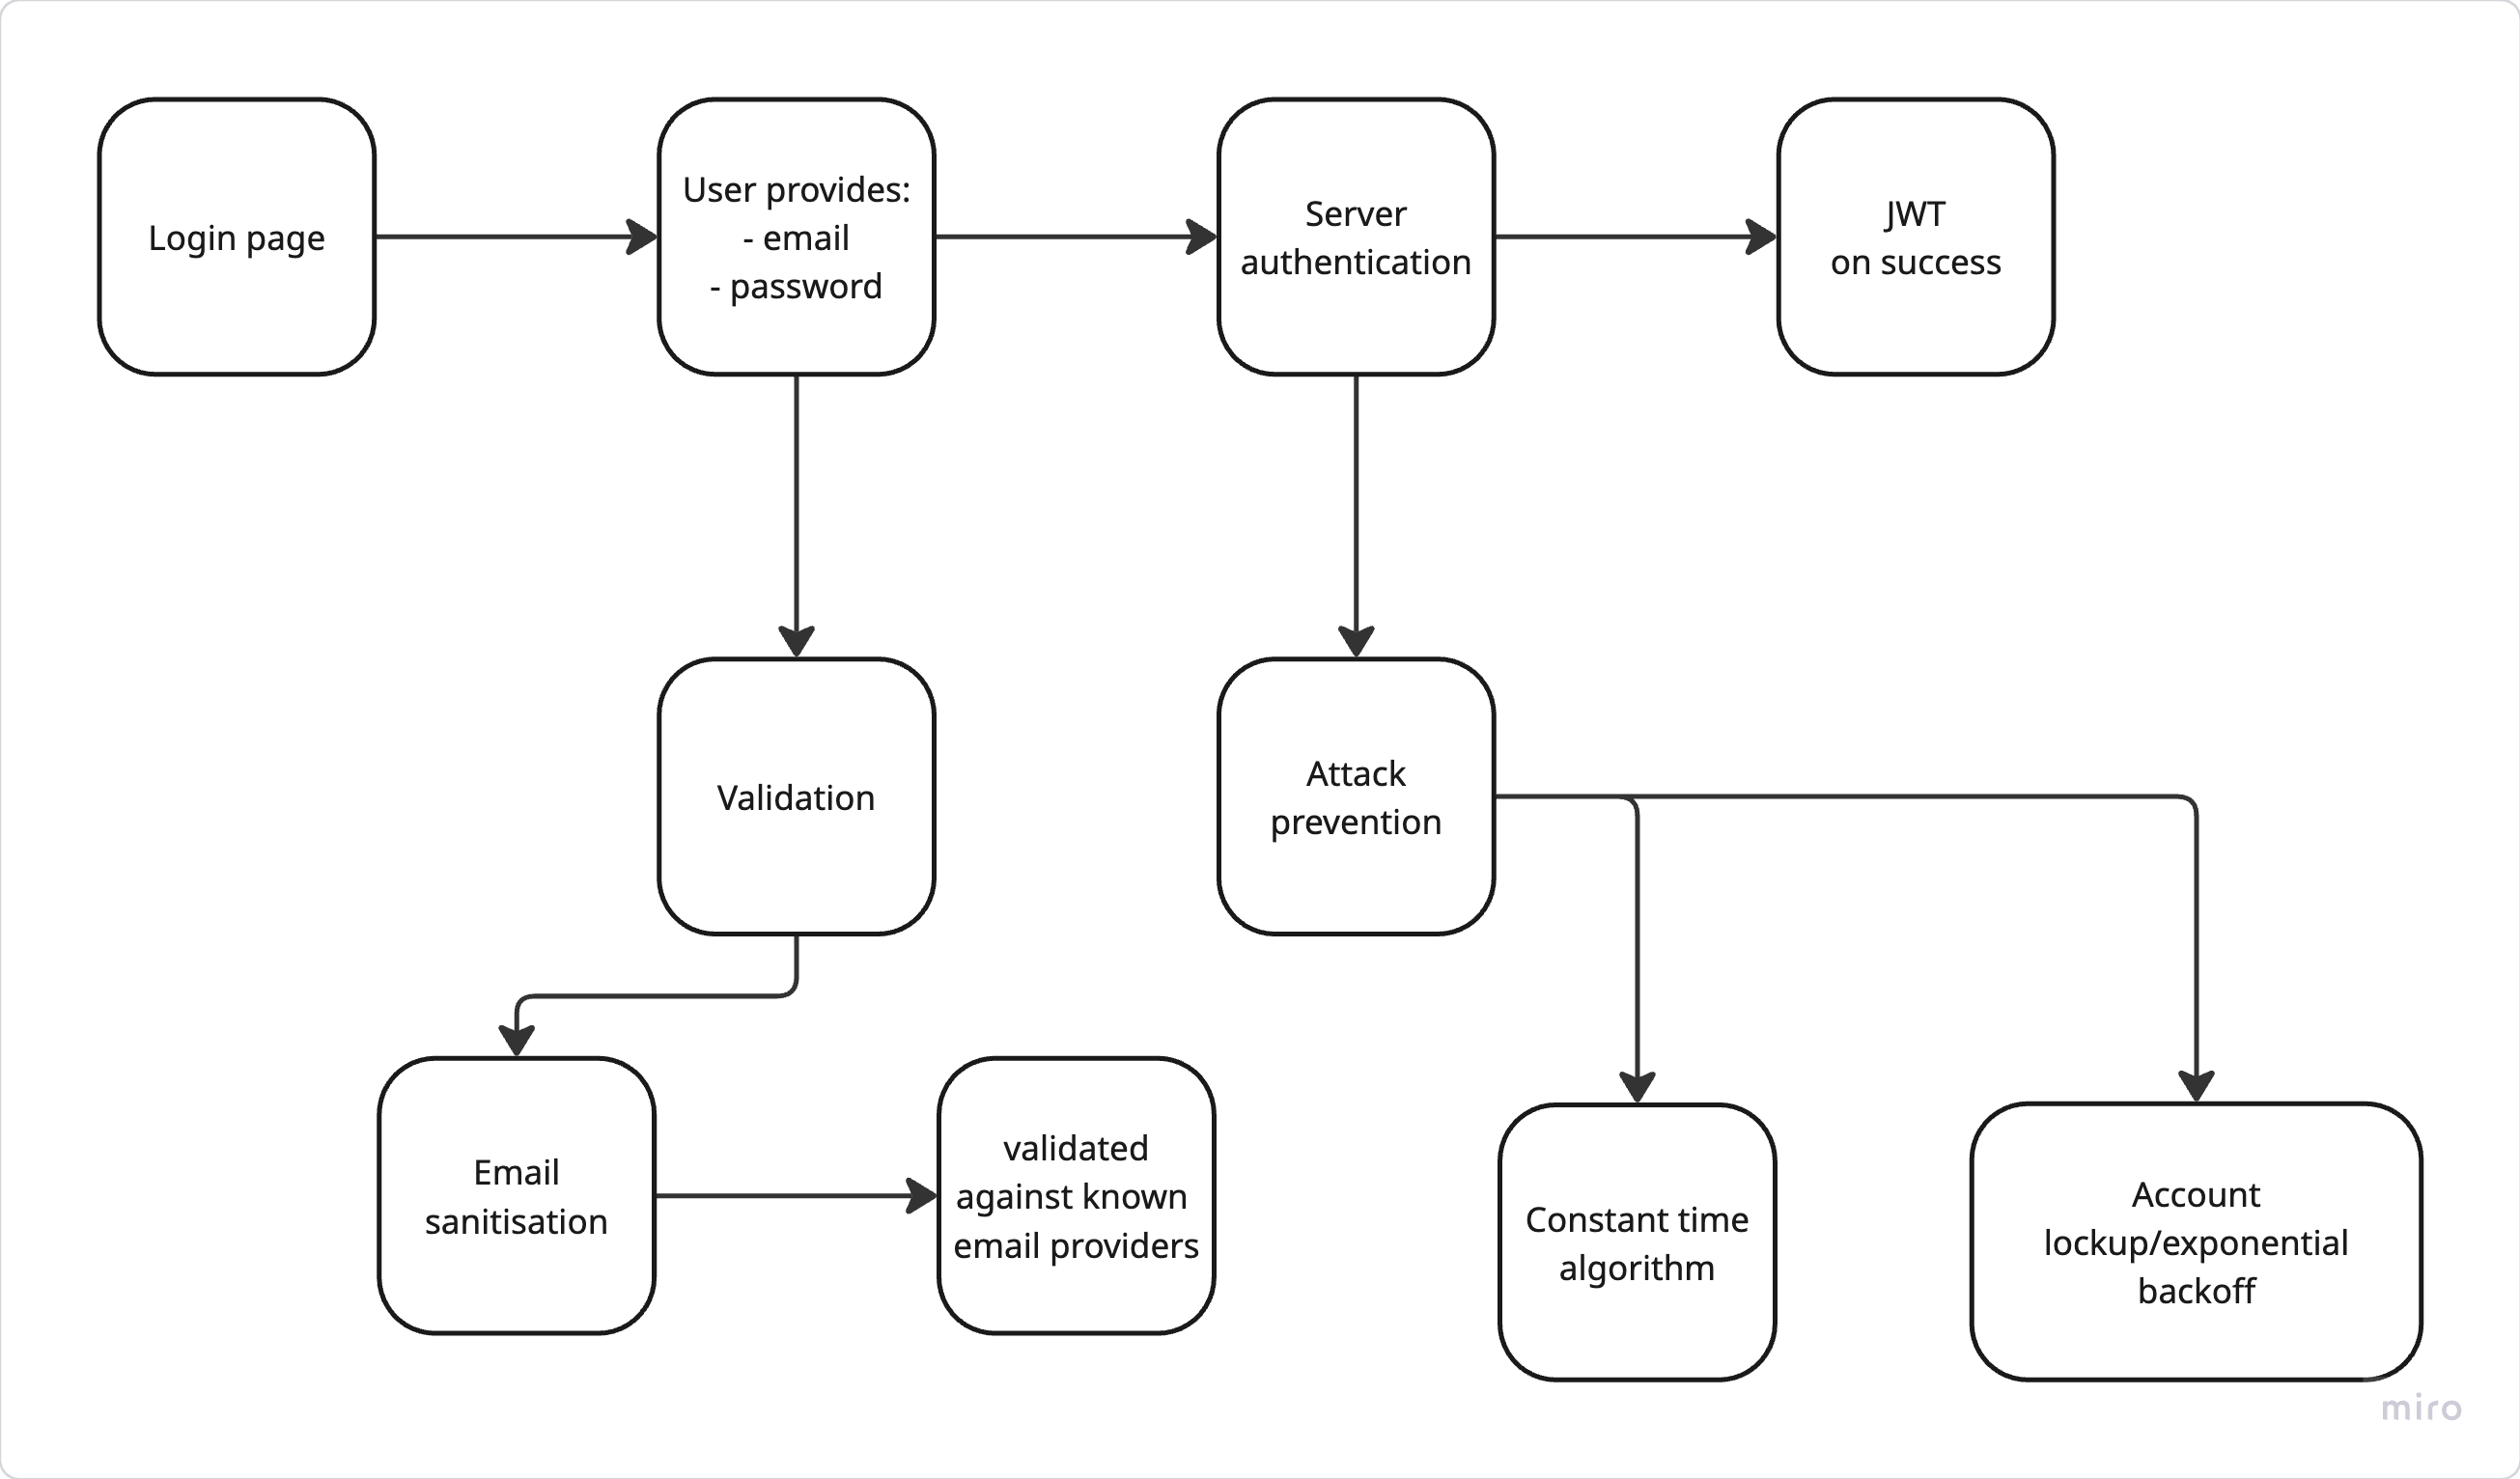 Login page
User provides:
- email
- password
Server
authentication
JWT
on success
Validation
Attack
prevention
Email
sanitisation
validated
against known
email providers
Constant time
algorithm
Account
lockup/exponential
backoff
miro